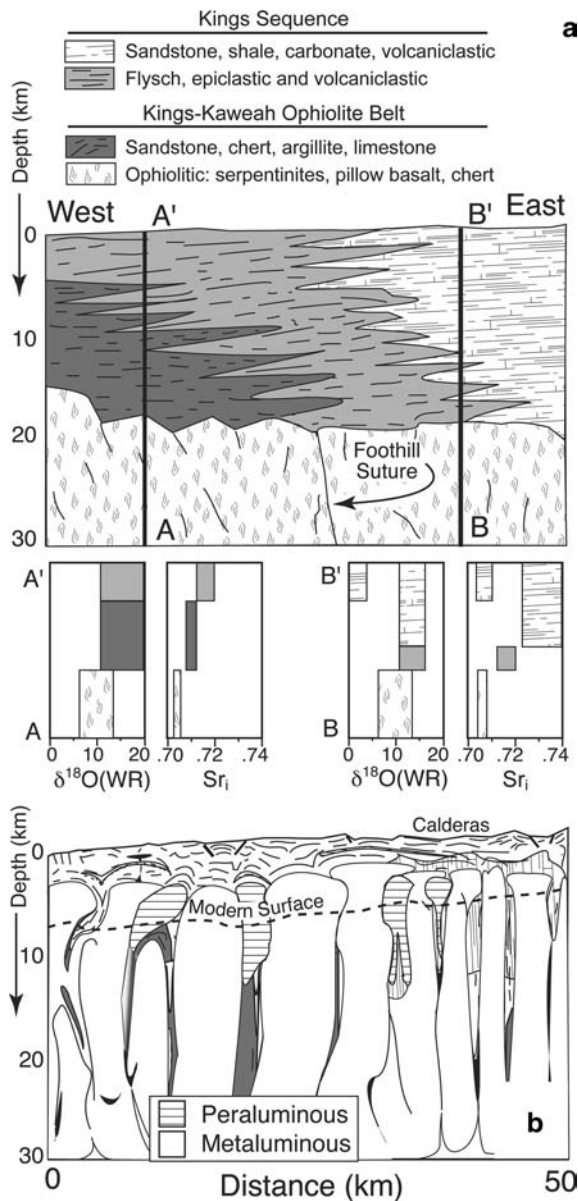 Kings Sequence
a
Sandstone, shale, carbonate, volcaniclastic
Flysch, epiclastic and volcaniclastic
Kings-Kaweah Ophiolite Belt
Sandstone, chert, argillite, limestone
Ophiolitic: serpentinites, pillow basalt, chert
Depth (km)
West A' B' East
0
10
20
30
Foothill
Suture
A B
A' B'
A B
0 10 20 .70 .72 .74 0 10 20 .70 .72 .74
δ18O(WR) Sri δ18O(WR) Sri
Depth (km)
Calderas
0
Modern Surface
10
20
30
Peraluminous
Metaluminous
b
0 Distance (km) 50